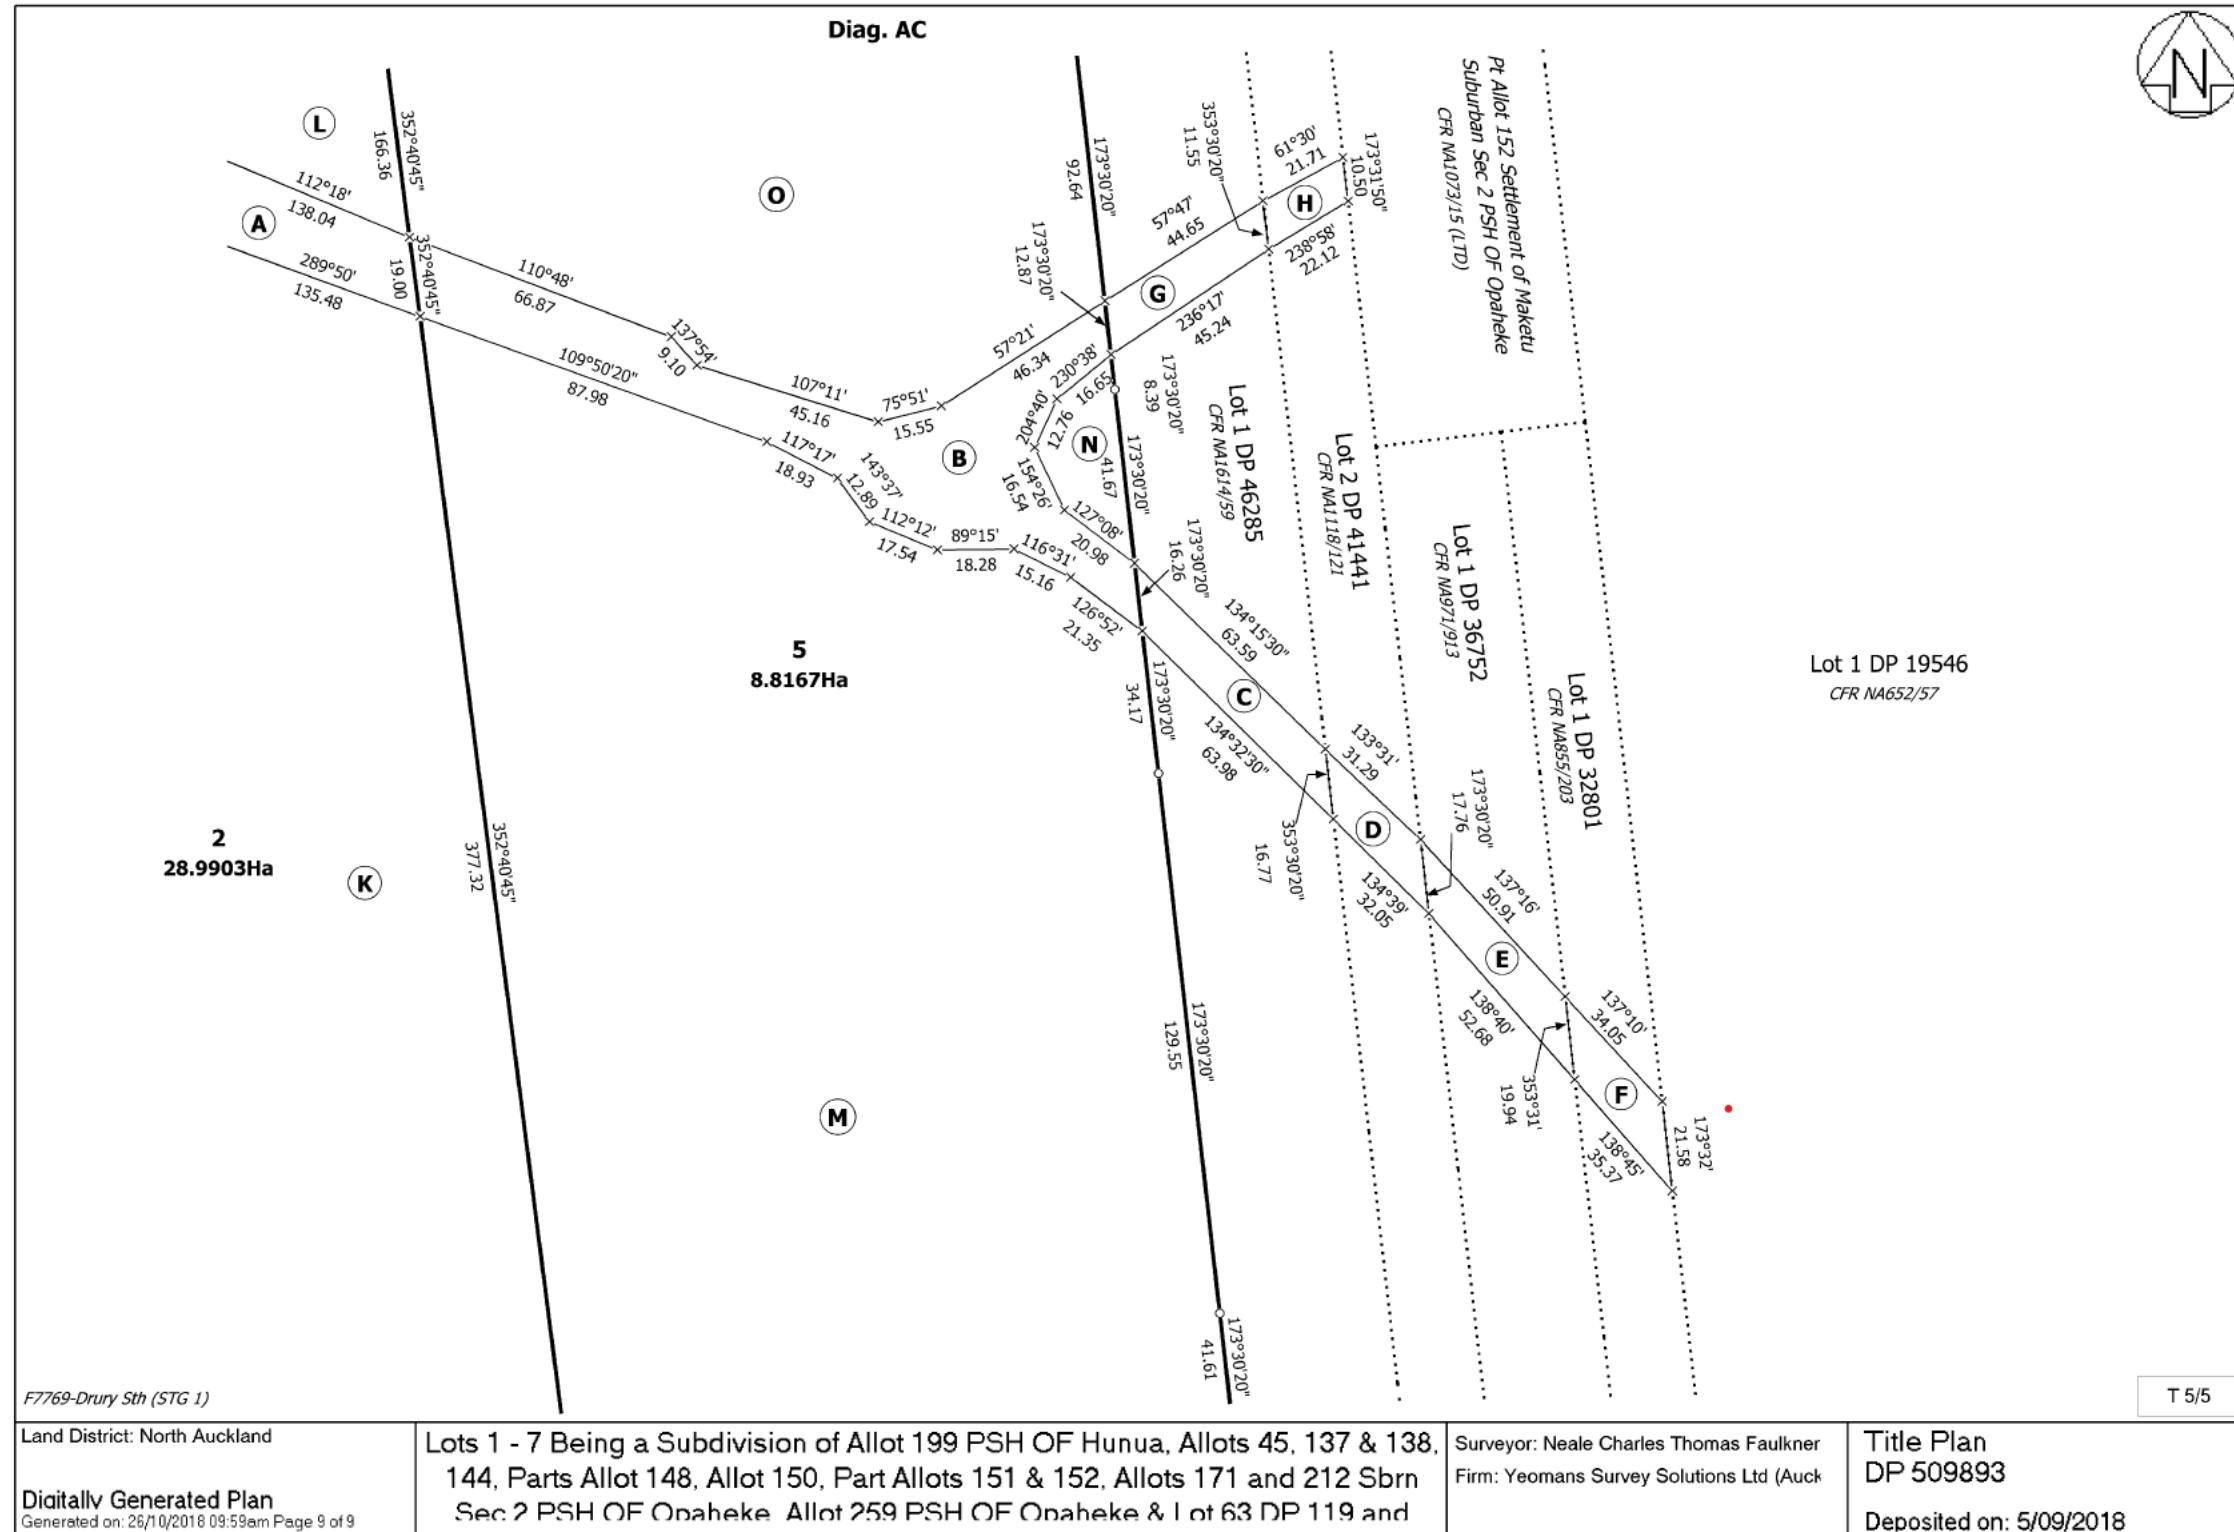 Diag. AC
N
L
352°40'45"
166.36
112°18'
138.04
A
289°50'
135.48
352°40'45"
19.00
O
110°48'
66.87
137°54'
9.10
109°50'20"
87.98
107°11'
45.16
75°51'
15.55
57°21'
46.34
173°30'20"
92.64
173°30'20"
12.87
57°47'
44.65
353°30'20"
11.55
61°30'
21.71
173°31'50"
10.50
H
238°58'
22.12
G
236°17'
45.24
230°38'
16.65
204°40'
12.76
154°26'
16.54
127°08'
20.98
N
B
173°30'20"
8.39
173°30'20"
41.67
173°30'20"
16.26
117°17'
18.93
143°37'
12.89
112°12'
17.54
89°15'
18.28
116°31'
15.16
126°52'
21.35
Pt Allot 152 Settlement of Maketu
Suburban Sec 2 PSH OF Opaheke
CFR NA1073/15 (LTD)
Lot 1 DP 46285
CFR NA1614/59
Lot 2 DP 41441
CFR NA1118/121
Lot 1 DP 36752
CFR NA971/913
Lot 1 DP 32801
CFR NA855/203
Lot 1 DP 19546
CFR NA652/57
5
8.8167Ha
173°30'20"
34.17
134°15'30"
63.59
C
134°32'30"
63.98
133°31'
31.29
353°30'20"
16.77
D
173°30'20"
17.76
134°39'
32.05
137°16'
50.91
E
138°40'
52.68
137°10'
34.05
353°31'
19.94
F
138°45'
35.37
173°32'
21.58
2
28.9903Ha
K
352°40'45"
377.32
M
173°30'20"
129.55
173°30'20"
41.61
F7769-Drury Sth (STG 1)
T 5/5
Land District: North Auckland
Digitally Generated Plan
Generated on: 26/10/2018 09:59am Page 9 of 9
Lots 1 - 7 Being a Subdivision of Allot 199 PSH OF Hunua, Allots 45, 137 & 138,
144, Parts Allot 148, Allot 150, Part Allots 151 & 152, Allots 171 and 212 Sbrn
Sec 2 PSH OF Opaheke, Allot 259 PSH OF Opaheke & Lot 63 DP 119 and
Surveyor: Neale Charles Thomas Faulkner
Firm: Yeomans Survey Solutions Ltd (Auck
Title Plan
DP 509893
Deposited on: 5/09/2018